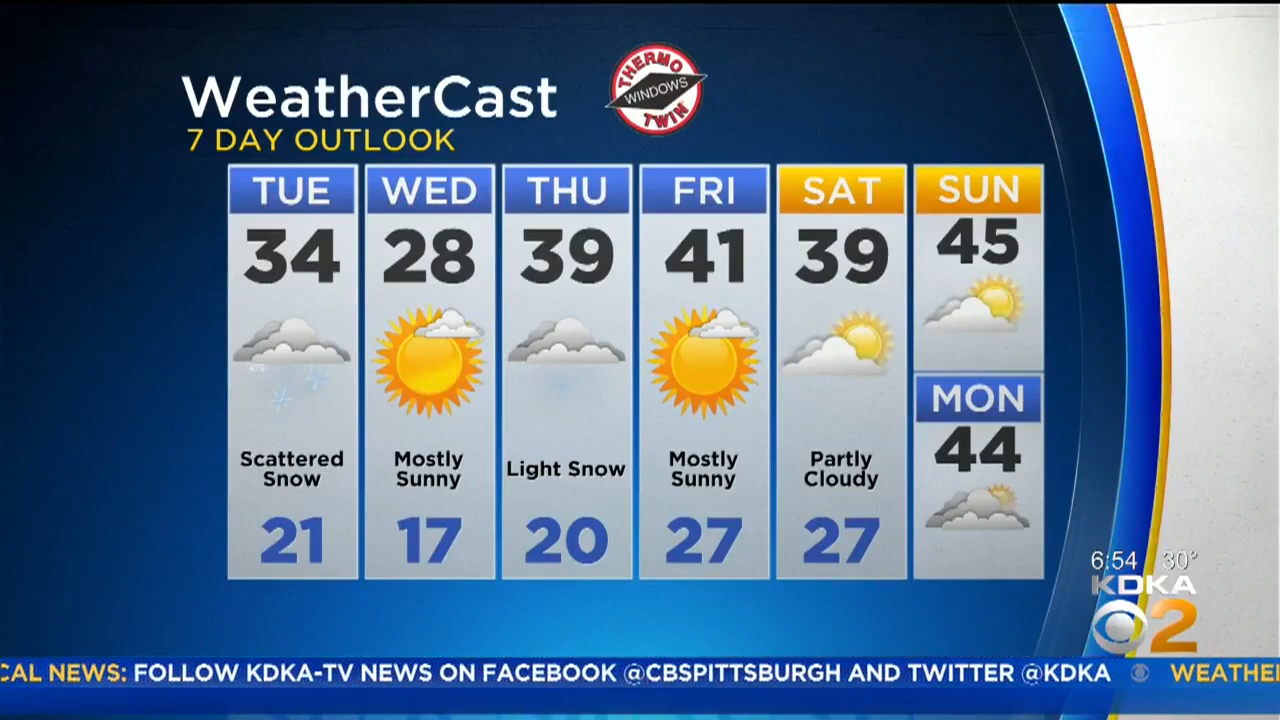 WeatherCast
THERMO
WINDOWS
TWIN
7 DAY OUTLOOK
TUE
34
Scattered
Snow
21
WED
28
Mostly
Sunny
17
THU
39
Light Snow
20
FRI
41
Mostly
Sunny
27
SAT
39
Partly
Cloudy
27
SUN
45
MON
44
6:54 30°
KDKA
2
CAL NEWS: FOLLOW KDKA-TV NEWS ON FACEBOOK @CBSPITTSBURGH AND TWITTER @KDKA WEATHE